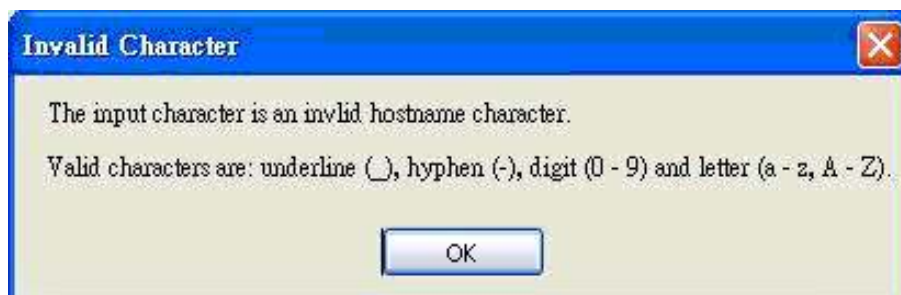 Invalid Character
The input character is an invlid hostname character.
Valid characters are: underline (_), hyphen (-), digit (0 - 9) and letter (a - z, A - Z).
OK